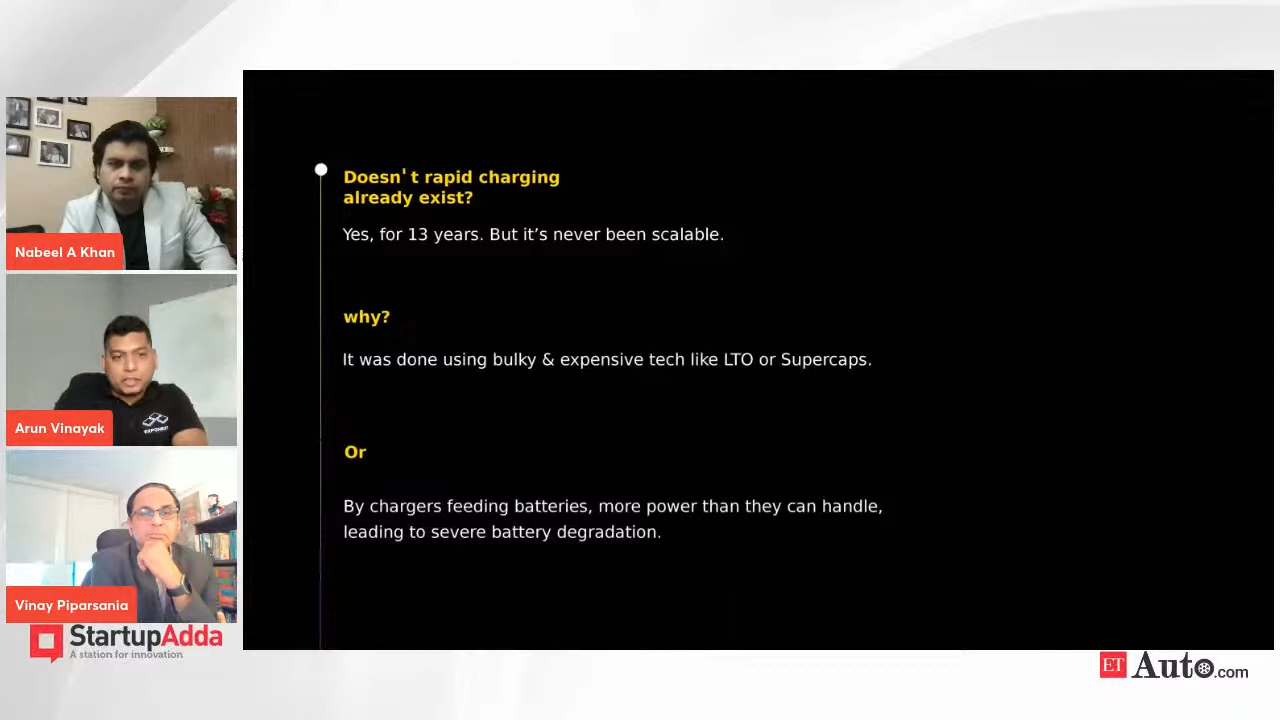 Nabeel A Khan
Arun Vinayak
Vinay Piparsania
StartupAdda
A station for innovation
Doesn't rapid charging
already exist?
Yes, for 13 years. But it’s never been scalable.
why?
It was done using bulky & expensive tech like LTO or Supercaps.
Or
By chargers feeding batteries, more power than they can handle,
leading to severe battery degradation.
ET Auto.com